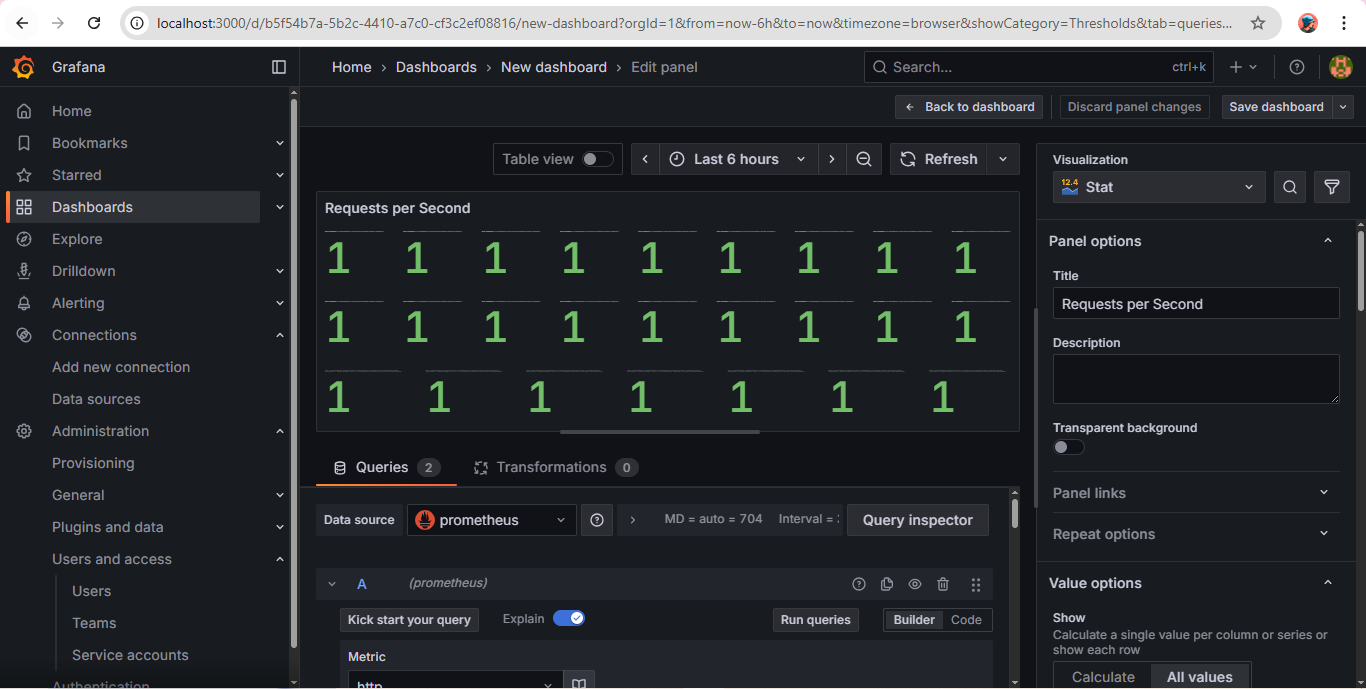 localhost:3000/d/b5f54b7a-5b2c-4410-a7c0-cf3c2ef08816/new-dashboard?orgId=1&from=now-6h&to=now&timezone=browser&showCategory=Thresholds&tab=queries...
Grafana
Home › Dashboards › New dashboard › Edit panel
Search...
ctrl+k
Back to dashboard
Discard panel changes
Save dashboard
Home
Bookmarks
Starred
Dashboards
Explore
Drilldown
Alerting
Connections
Add new connection
Data sources
Administration
Provisioning
General
Plugins and data
Users and access
Users
Teams
Service accounts
Authentication
Table view
Last 6 hours
Refresh
Requests per Second
1 1 1 1 1 1 1 1 1
1 1 1 1 1 1 1 1 1
1 1 1 1 1 1 1
Queries 2
Transformations 0
Data source
prometheus
MD = auto = 704
Interval =
Query inspector
A
(prometheus)
Kick start your query
Explain
Run queries
Builder
Code
Metric
http
Visualization
12.4
Stat
Panel options
Title
Requests per Second
Description
Transparent background
Panel links
Repeat options
Value options
Show
Calculate a single value per column or series or
show each row
Calculate
All values